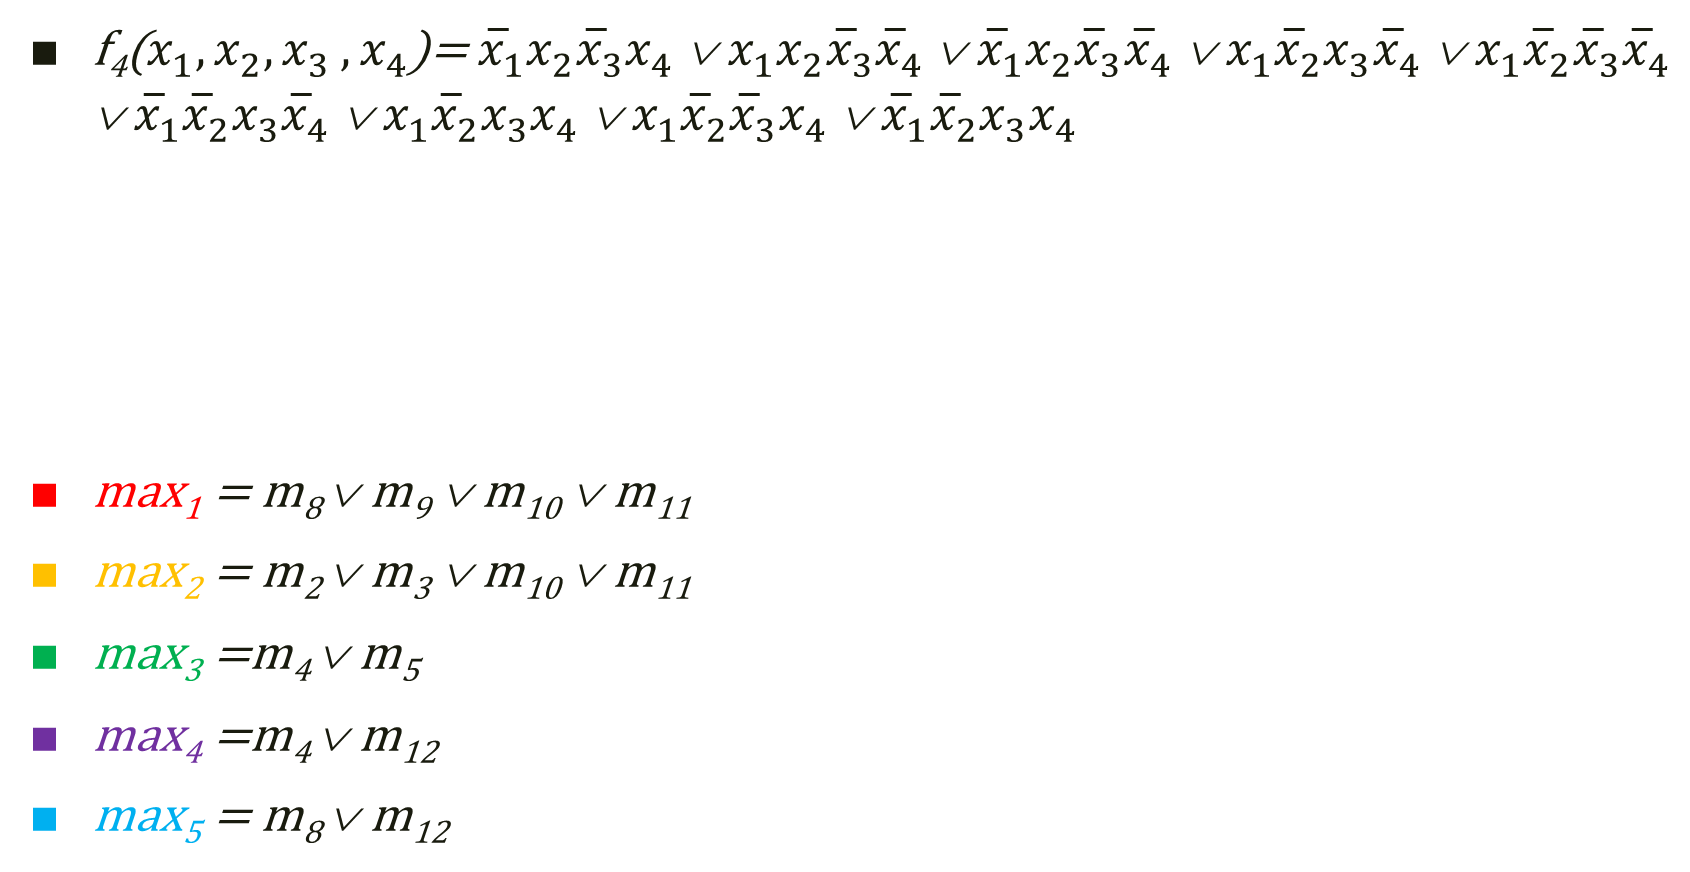 ■ f₄(x₁, x₂, x₃ , x₄)= x̄₁x₂x̄₃x₄ ∨ x₁x₂x̄₃x̄₄ ∨ x̄₁x₂x̄₃x̄₄ ∨ x₁x̄₂x₃x̄₄ ∨ x₁x̄₂x̄₃x̄₄
∨ x̄₁x̄₂x₃x̄₄ ∨ x₁x̄₂x₃x₄ ∨ x₁x̄₂x̄₃x₄ ∨ x̄₁x̄₂x₃x₄
■ max₁ = m₈ ∨ m₉ ∨ m₁₀ ∨ m₁₁
■ max₂ = m₂ ∨ m₃ ∨ m₁₀ ∨ m₁₁
■ max₃ =m₄ ∨ m₅
■ max₄ =m₄ ∨ m₁₂
■ max₅ = m₈ ∨ m₁₂